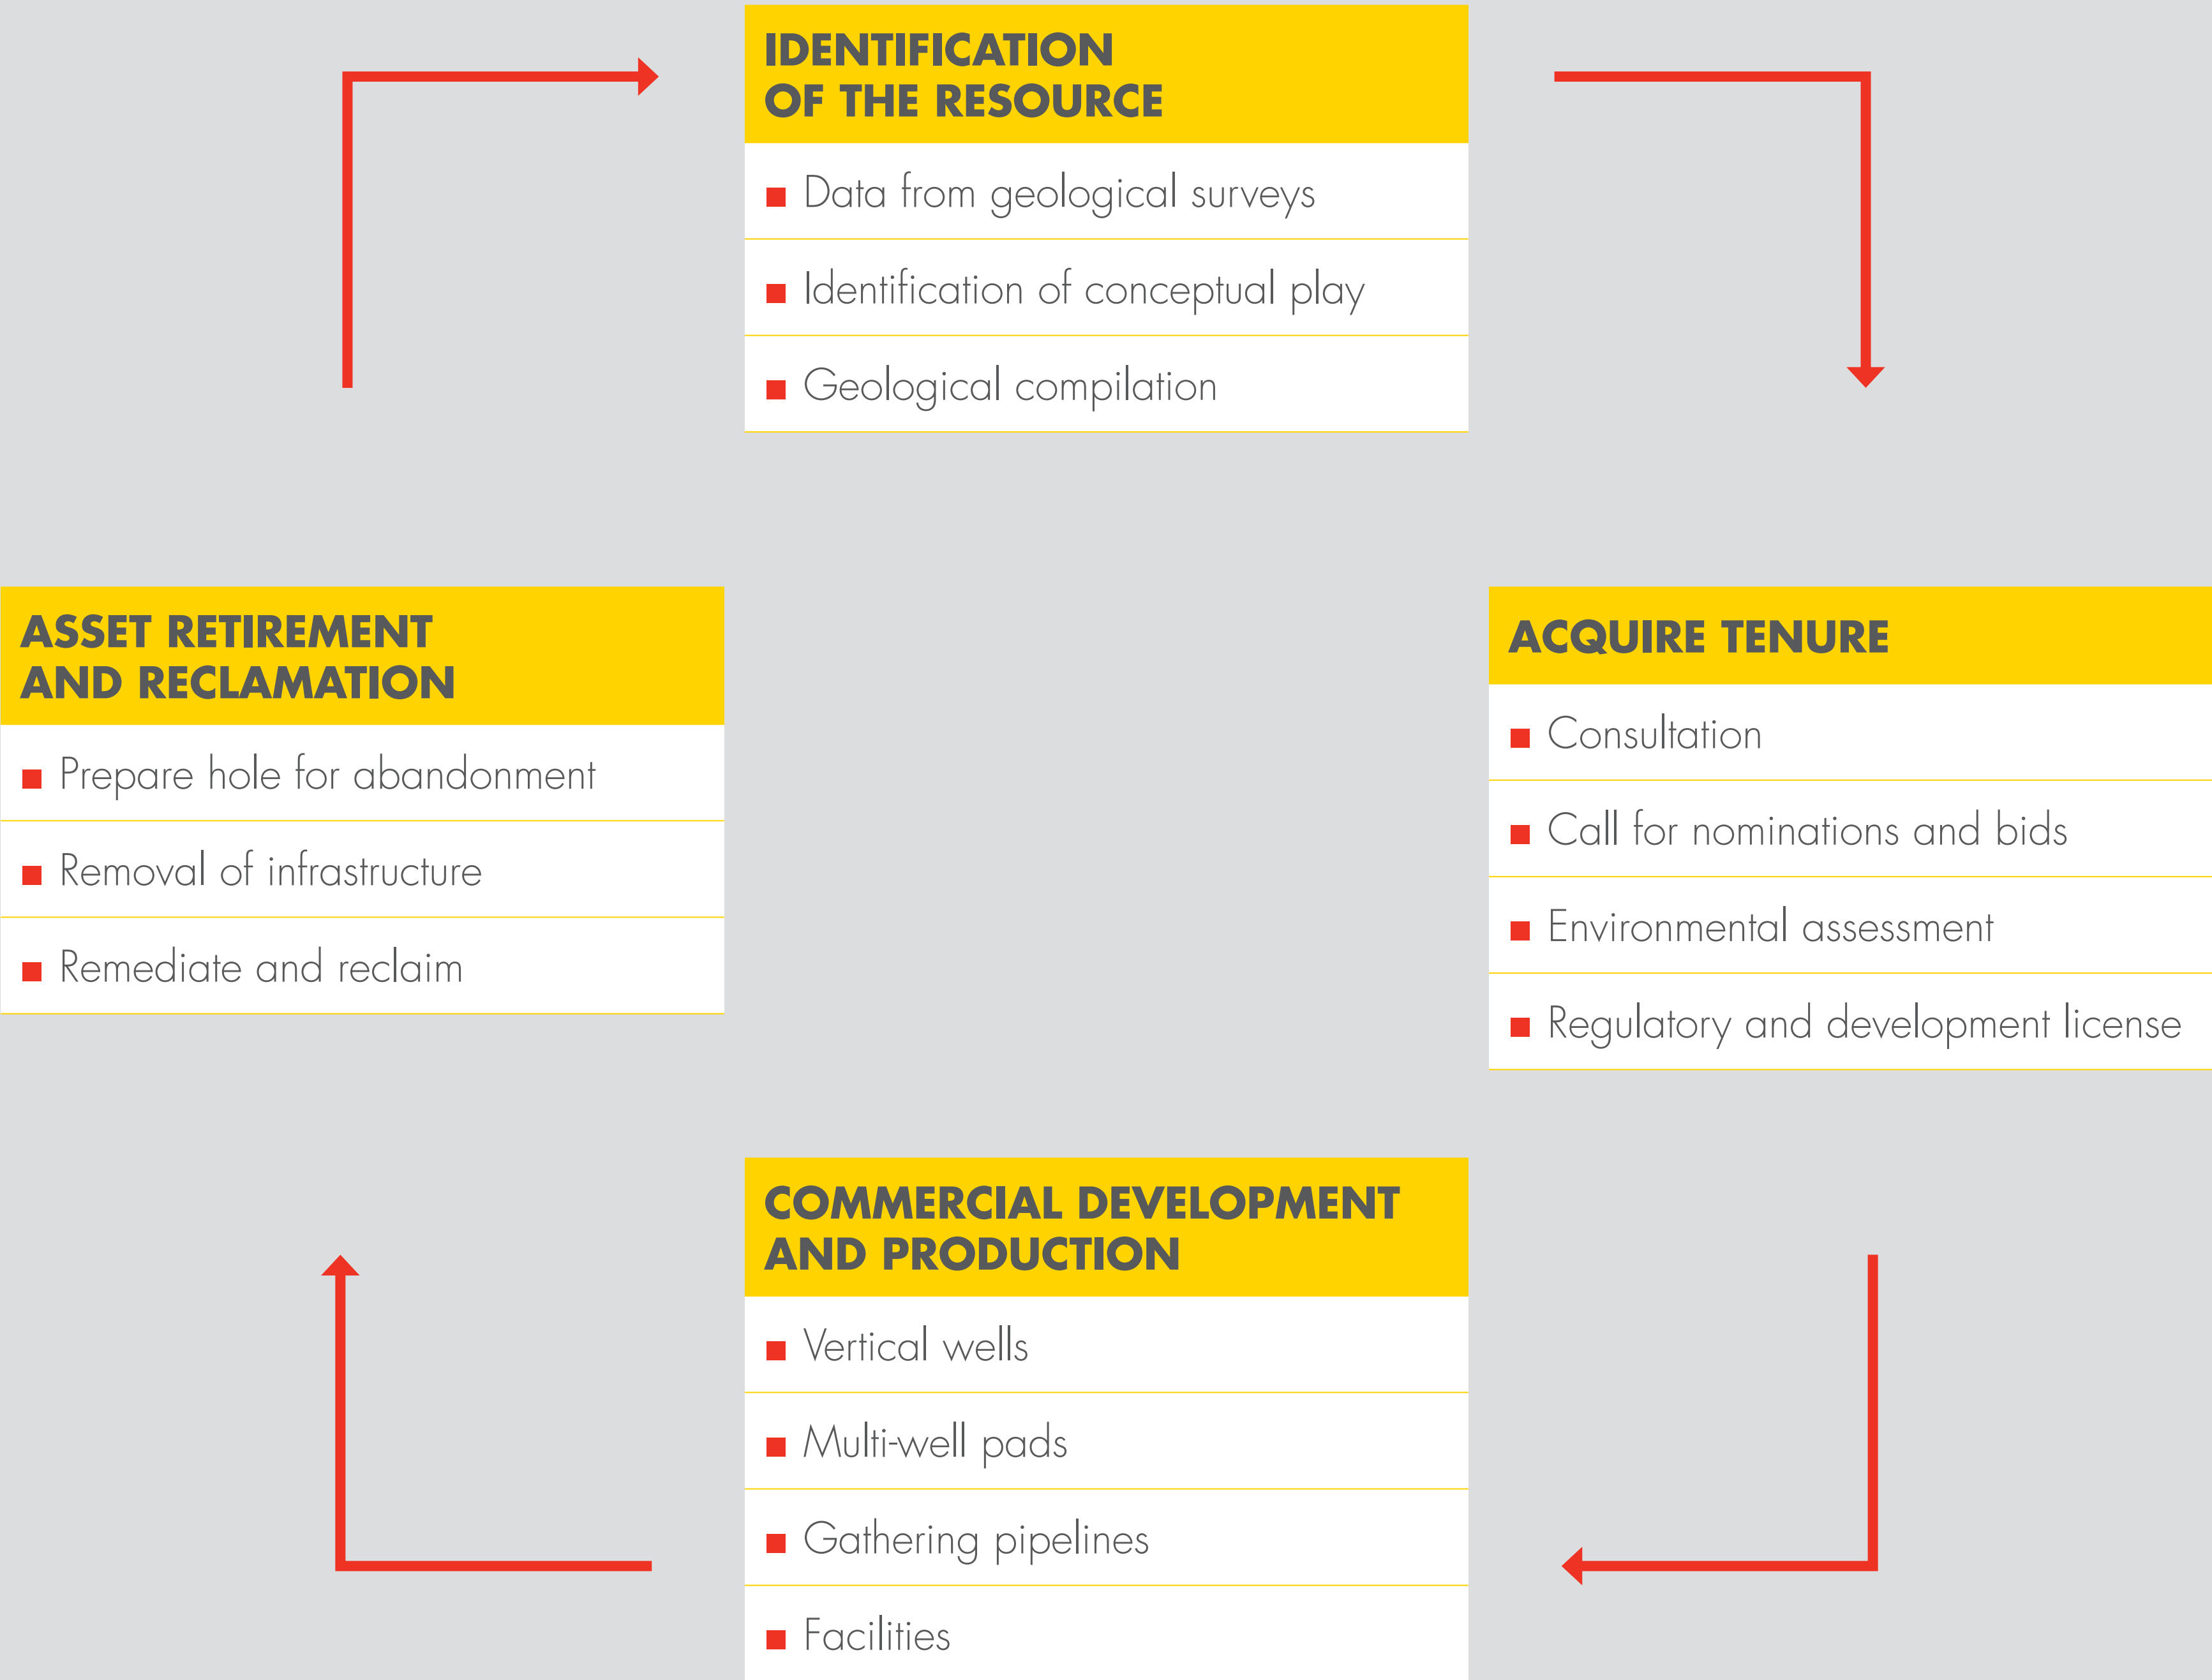 IDENTIFICATION
OF THE RESOURCE
Data from geological surveys
Identification of conceptual play
Geological compilation
ASSET RETIREMENT
AND RECLAMATION
Prepare hole for abandonment
Removal of infrastructure
Remediate and reclaim
ACQUIRE TENURE
Consultation
Call for nominations and bids
Environmental assessment
Regulatory and development license
COMMERCIAL DEVELOPMENT
AND PRODUCTION
Vertical wells
Multi-well pads
Gathering pipelines
Facilities